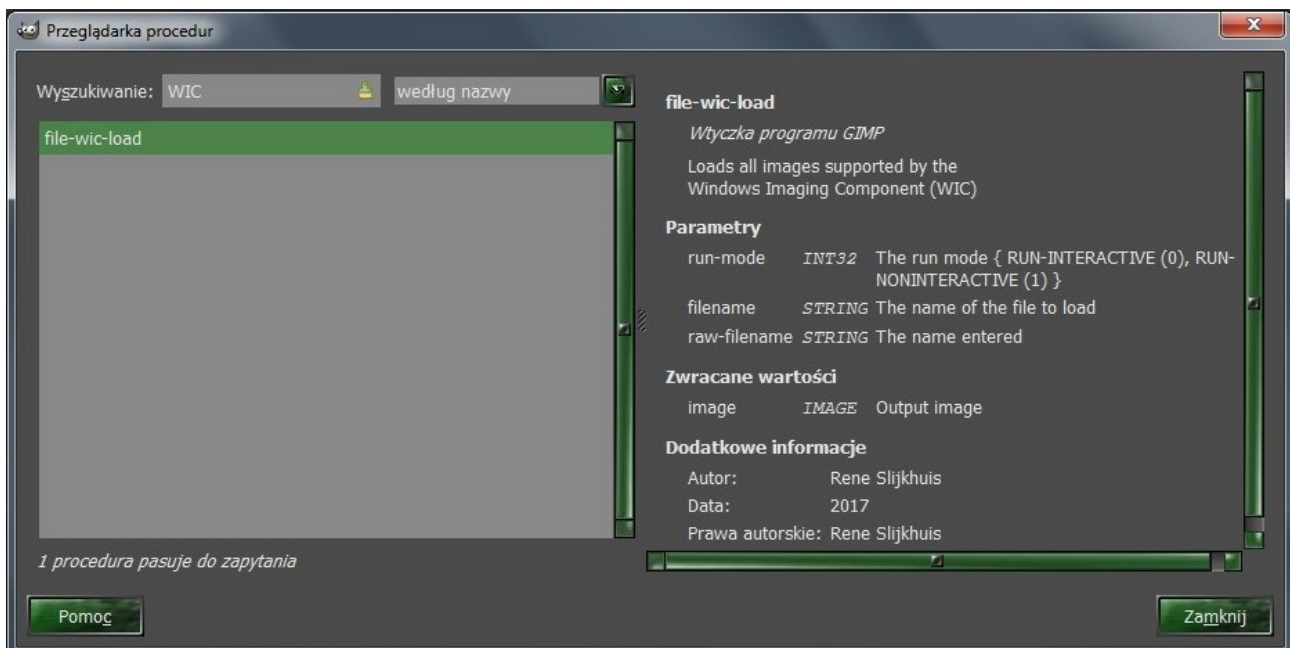 Przeglądarka procedur
Wyszukiwanie: WIC według nazwy
file-wic-load
1 procedura pasuje do zapytania
Pomoc
file-wic-load
Wtyczka programu GIMP
Loads all images supported by the
Windows Imaging Component (WIC)
Parametry
run-mode INT32 The run mode { RUN-INTERACTIVE (0), RUN-
NONINTERACTIVE (1) }
filename STRING The name of the file to load
raw-filename STRING The name entered
Zwracane wartości
image IMAGE Output image
Dodatkowe informacje
Autor: Rene Slijkhuis
Data: 2017
Prawa autorskie: Rene Slijkhuis
Zamknij